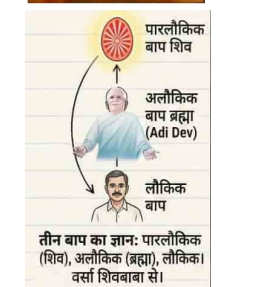 पारलौकिक
बाप शिव
अलौकिक
बाप ब्रह्मा
(Adi Dev)
लौकिक
बाप
तीन बाप का ज्ञान: पारलौकिक
(शिव), अलौकिक (ब्रह्मा), लौकिक।
वर्सा शिवबाबा से।